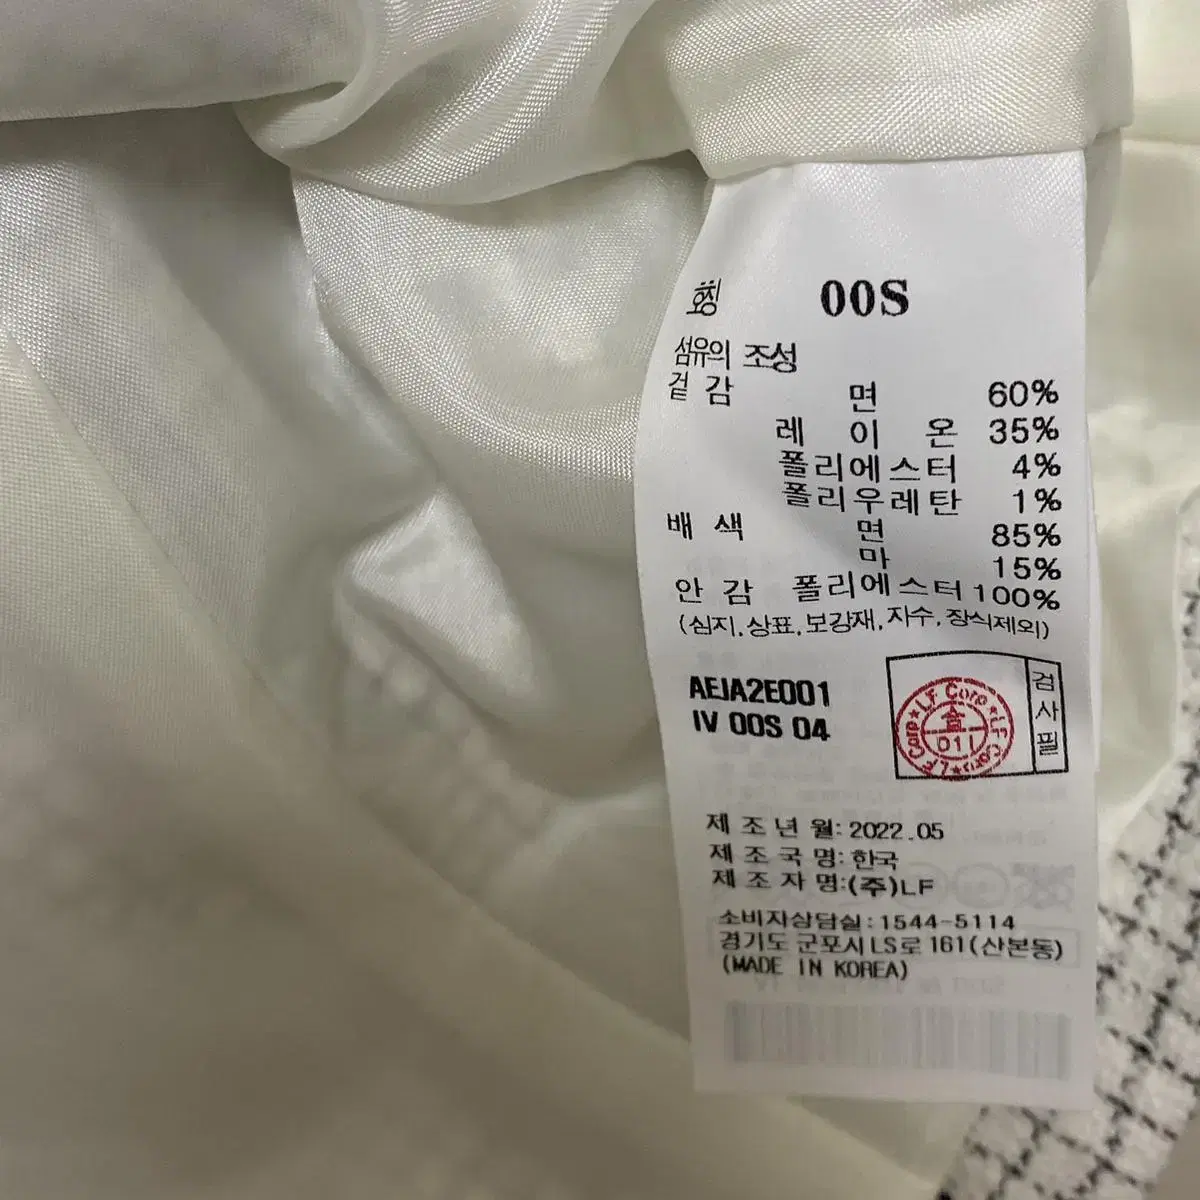 호칭 00S
섬유의 조성
겉감 면 60%
레이온 35%
폴리에스터 4%
폴리우레탄 1%
배색 면 85%
마 15%
안감 폴리에스터 100%
(심지,상표,보강재,자수,장식제외)
AEJA2E001
IV 00S 04
LF Corp★LF Corp★LF Corp★
011
검사필
제조년월: 2022.05
제조국명: 한국
제조자명:(주)LF
소비자상담실:1544-5114
경기도 군포시 LS로 161(산본동)
(MADE IN KOREA)